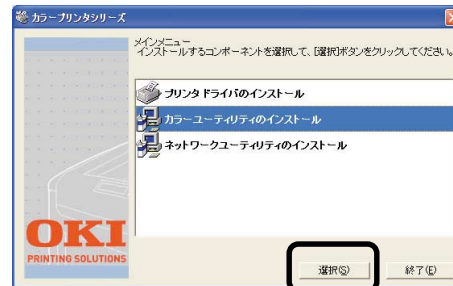 カラープリンタシリーズ
メインメニュー
インストールするコンポーネントを選択して、[選択]ボタンをクリックしてください。
プリンタドライバのインストール
カラーユーティリティのインストール
ネットワークユーティリティのインストール
OKI
PRINTING SOLUTIONS
選択(S)
終了(E)